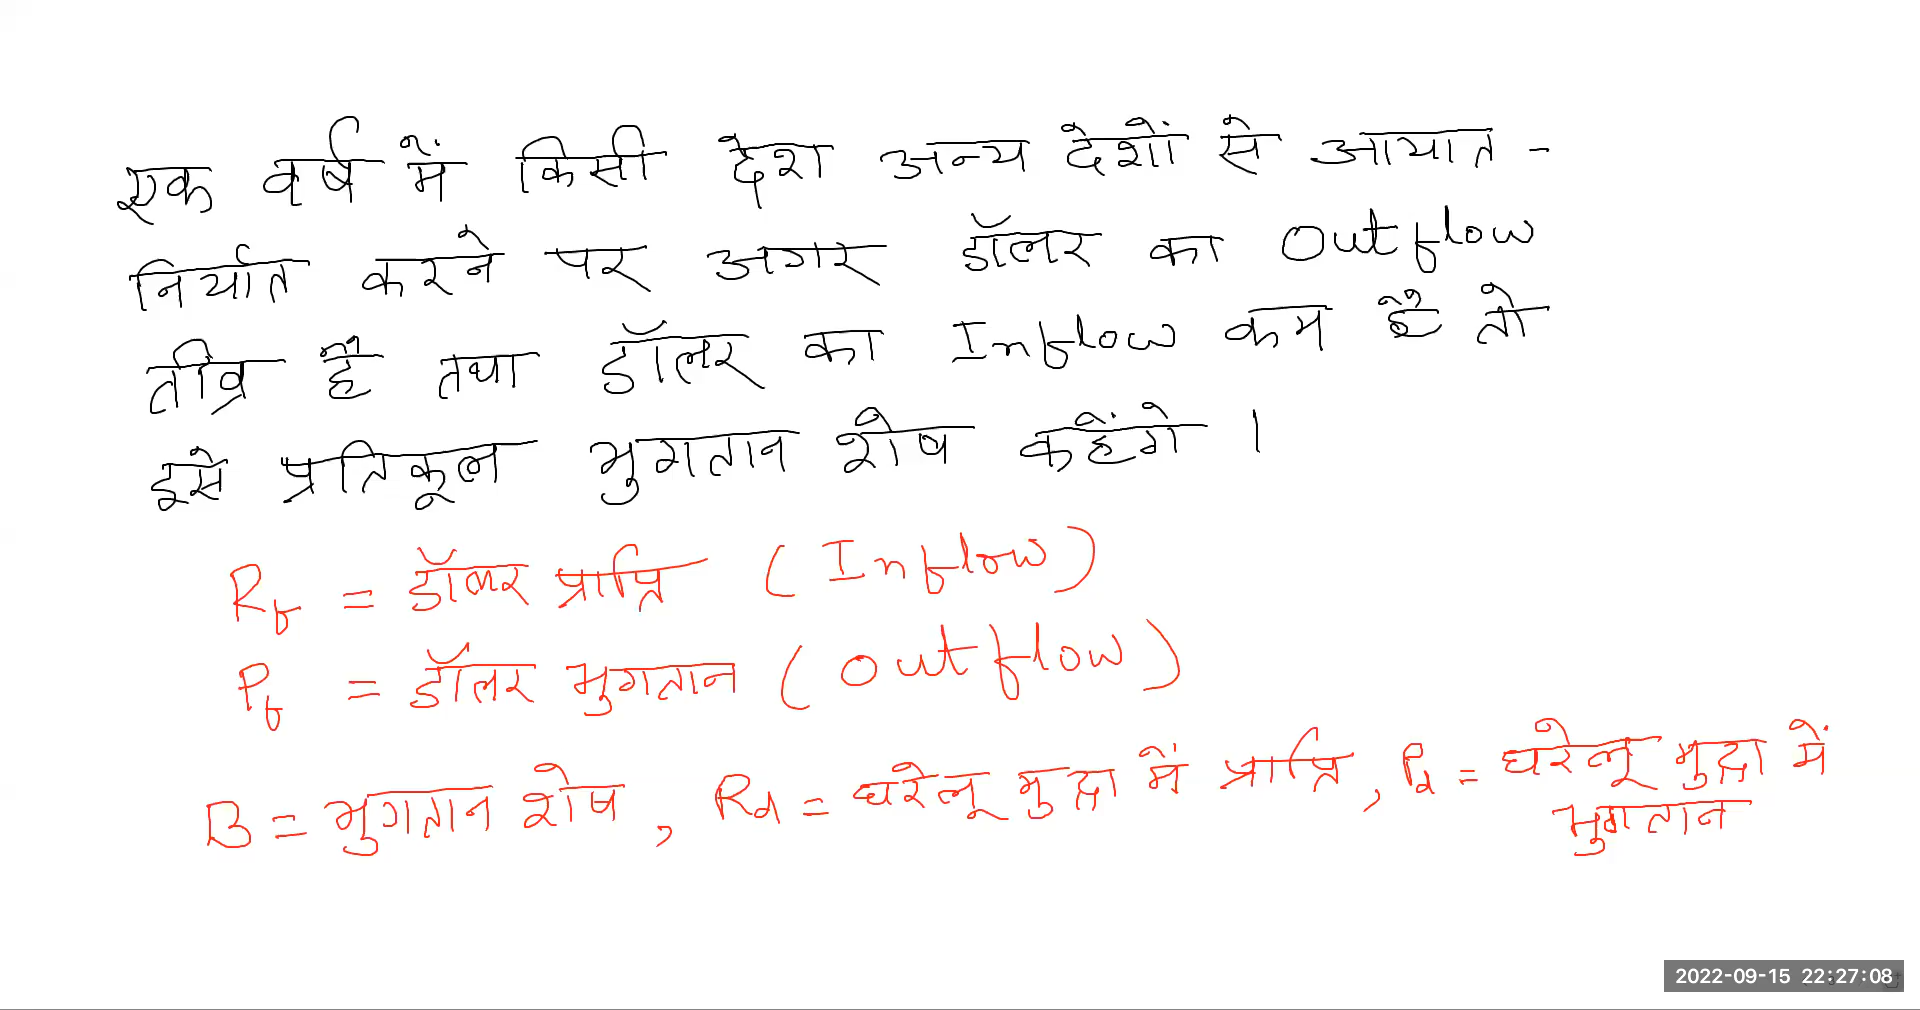 एक वर्ष में किसी देश अन्य देशों से आयात -
निर्यात करने पर अगर डॉलर का Outflow
तीव्र है तथा डॉलर का Inflow कम है तो
इसे प्रतिकूल भुगतान शेष कहेंगे ।
Rf = डॉलर प्राप्ति (Inflow)
Pf = डॉलर भुगतान (outflow)
B = भुगतान शेष, Rd = घरेलू मुद्रा में प्राप्ति, Pd = घरेलू मुद्रा में
भुगतान
2022-09-15 22:27:08